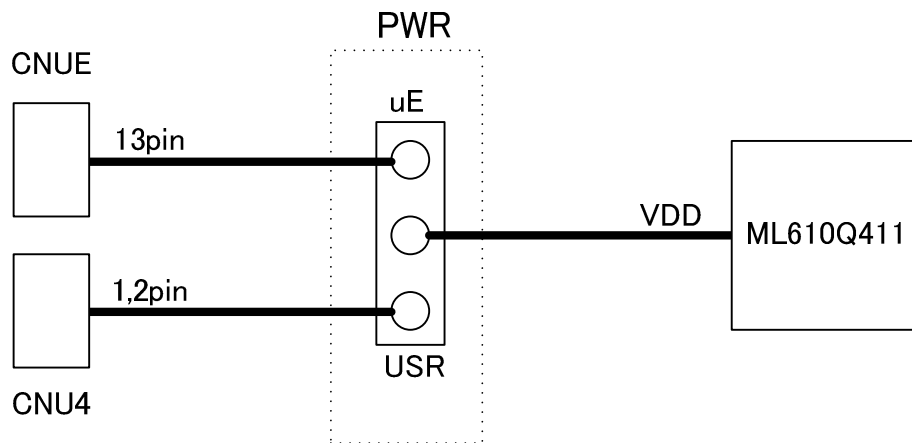 PWR
CNUE
uE
13pin
VDD
ML610Q411
1,2pin
USR
CNU4